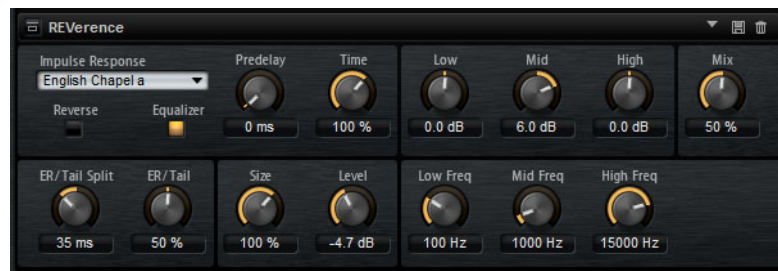 REVerence
Impulse Response Predelay Time Low Mid High Mix
English Chapel a
Reverse Equalizer
0 ms 100 % 0.0 dB 6.0 dB 0.0 dB 50 %
ER/Tail Split ER/Tail Size Level Low Freq Mid Freq High Freq
35 ms 50 % 100 % -4.7 dB 100 Hz 1000 Hz 15000 Hz